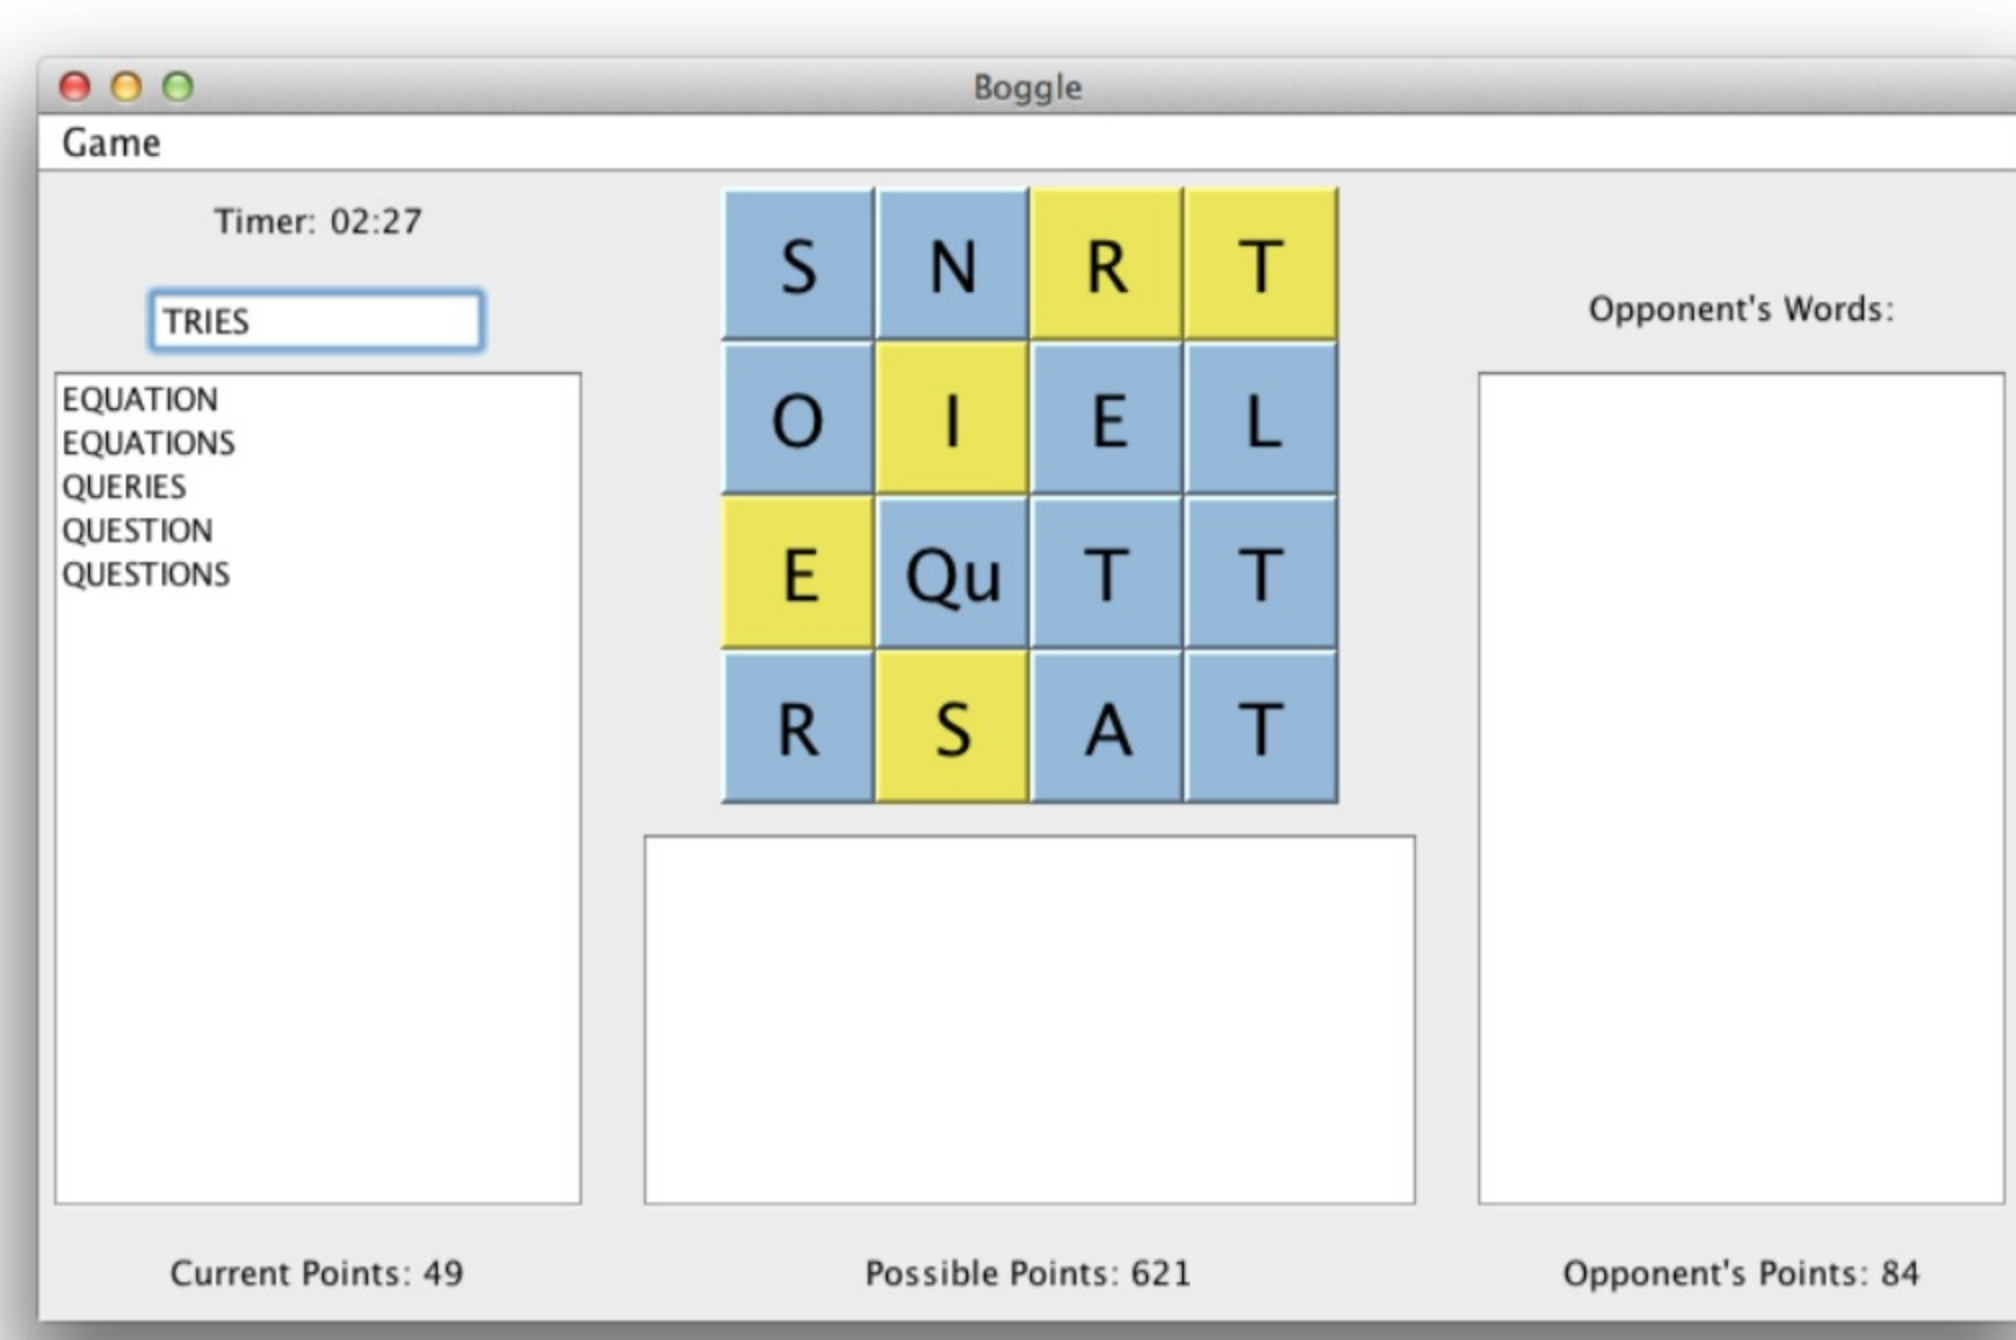 Boggle
Game
Timer: 02:27
TRIES
EQUATION
EQUATIONS
QUERIES
QUESTION
QUESTIONS
S N R T
O I E L
E Qu T T
R S A T
Opponent's Words:
Current Points: 49
Possible Points: 621
Opponent's Points: 84